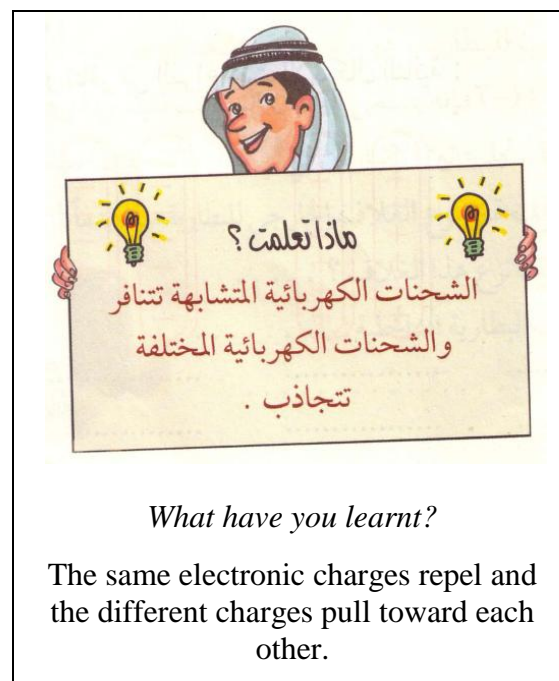 ماذا تعلمت ؟
الشحنات الكهربائية المتشابهة تتنافر
والشحنات الكهربائية المختلفة
تتجاذب .
What have you learnt?
The same electronic charges repel and
the different charges pull toward each
other.